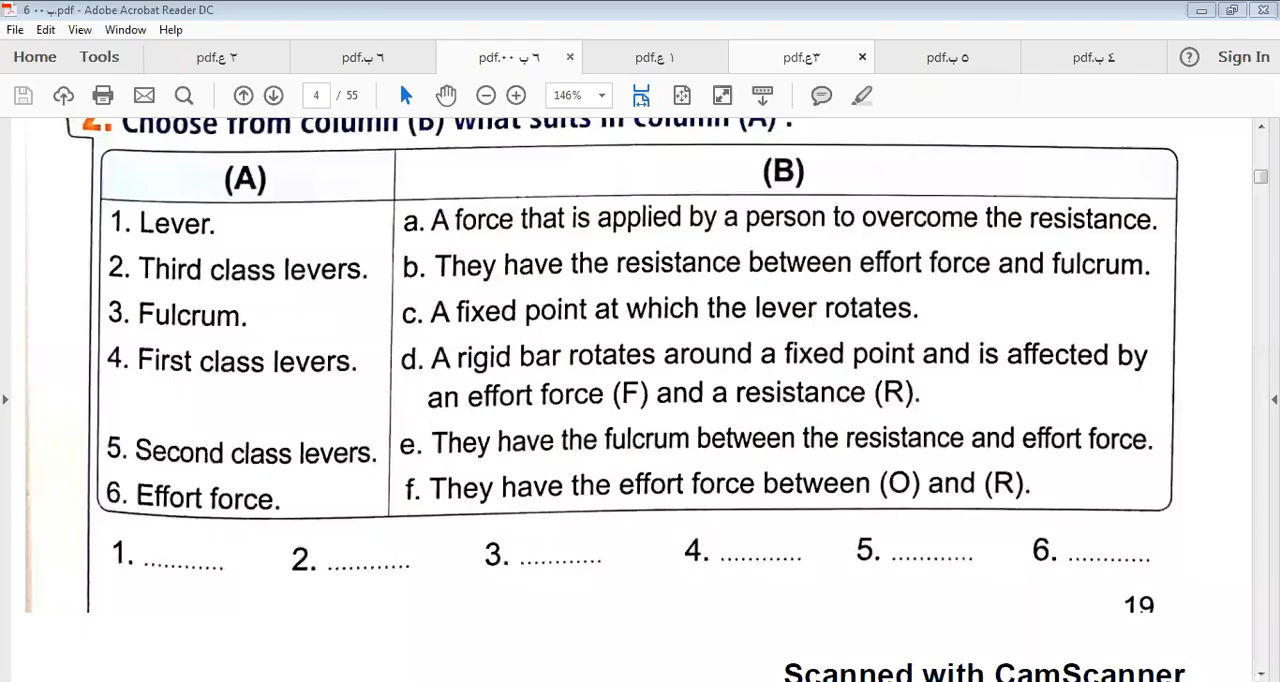 6 ب ٠٠.pdf - Adobe Acrobat Reader DC
File Edit View Window Help
Home Tools ٢ ع.pdf ٦ ب.pdf ٦ ب ٠٠.pdf ١ ع.pdf ٣ع.pdf ٥ ب.pdf ٤ ب.pdf Sign In
4 / 55 146%
2. Choose from column (B) what suits in column (A) :
(A) (B)
1. Lever. a. A force that is applied by a person to overcome the resistance.
2. Third class levers. b. They have the resistance between effort force and fulcrum.
3. Fulcrum. c. A fixed point at which the lever rotates.
4. First class levers. d. A rigid bar rotates around a fixed point and is affected by
an effort force (F) and a resistance (R).
5. Second class levers. e. They have the fulcrum between the resistance and effort force.
6. Effort force. f. They have the effort force between (O) and (R).
1. ............ 2. ............ 3. ............ 4. ............ 5. ............ 6. ............
19
Scanned with CamScanner